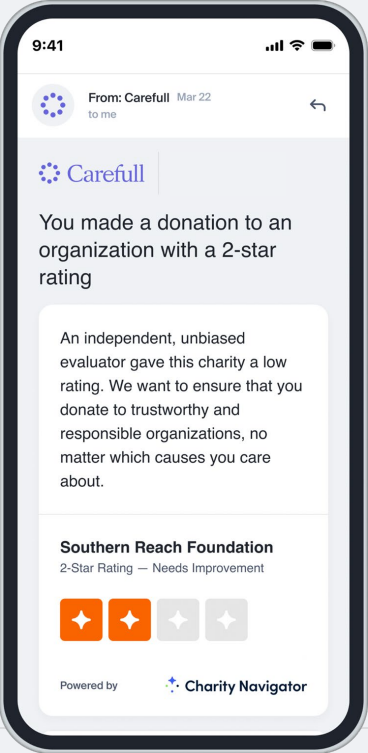 9:41
From: Carefull Mar 22
to me
Carefull
You made a donation to an
organization with a 2-star
rating
An independent, unbiased
evaluator gave this charity a low
rating. We want to ensure that you
donate to trustworthy and
responsible organizations, no
matter which causes you care
about.
Southern Reach Foundation
2-Star Rating — Needs Improvement
Powered by Charity Navigator